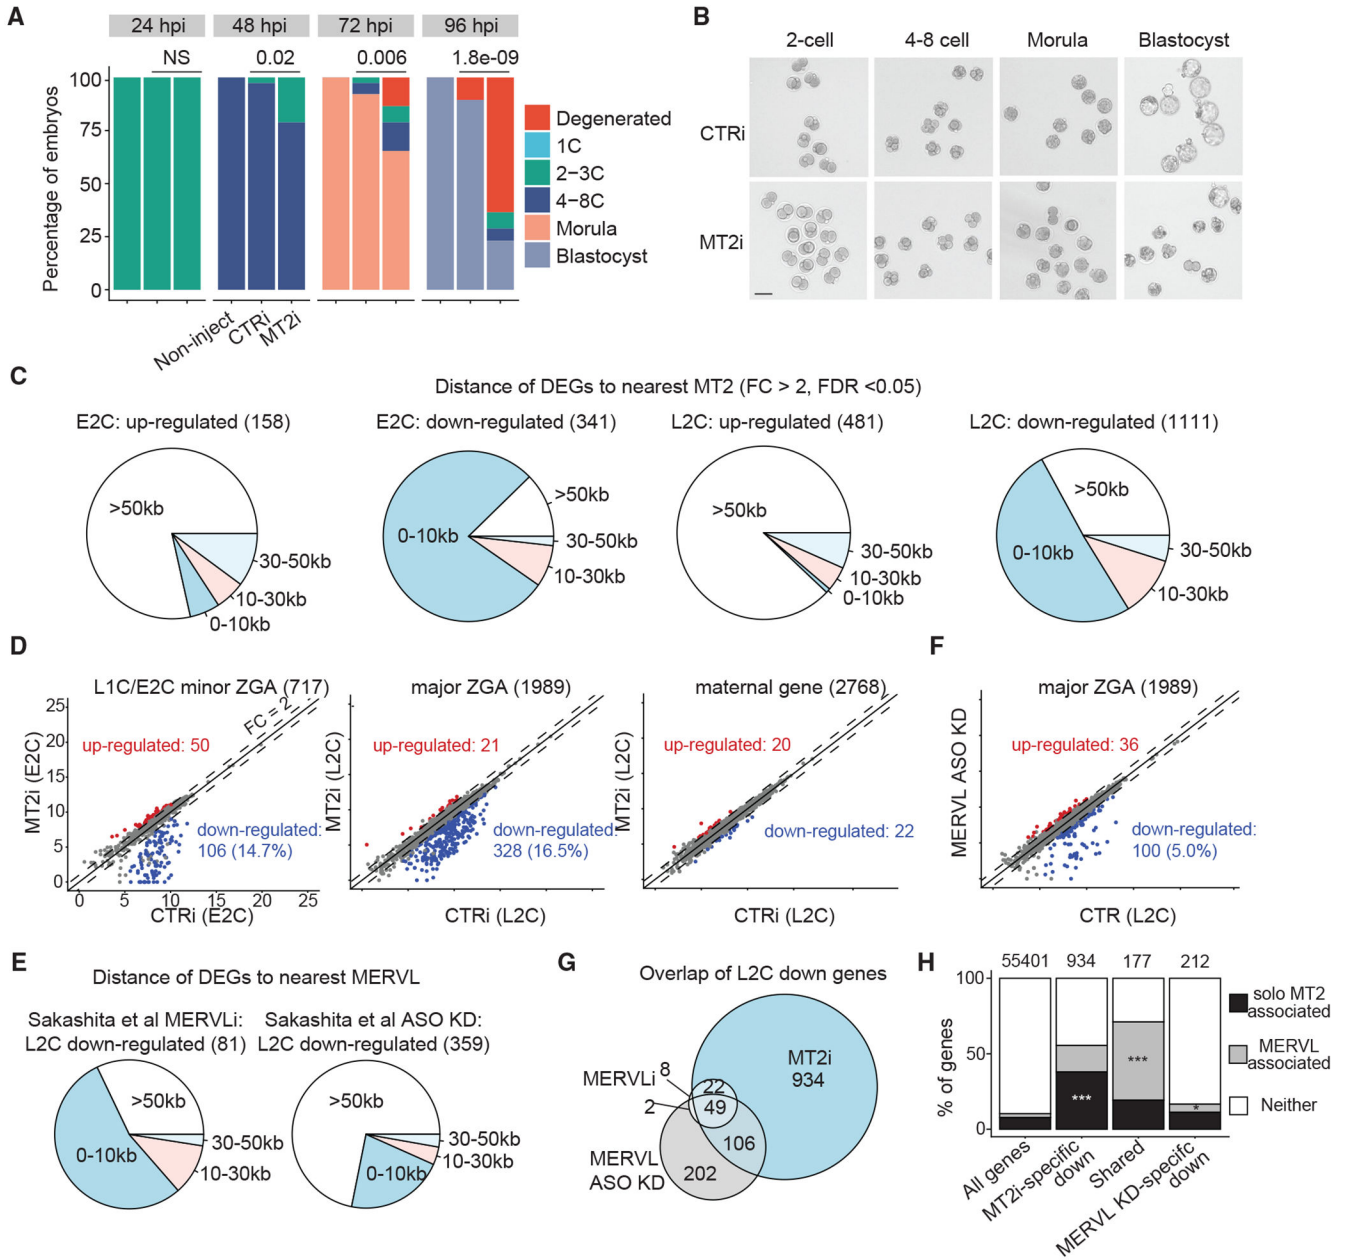 A
24 hpi
48 hpi
72 hpi
96 hpi
NS
0.02
0.006
1.8e-09
Percentage of embryos
100
75
50
25
0
Non-inject
CTRi
MT2i
Degenerated
1C
2−3C
4−8C
Morula
Blastocyst
B
2-cell
4-8 cell
Morula
Blastocyst
CTRi
MT2i
C
Distance of DEGs to nearest MT2 (FC > 2, FDR <0.05)
E2C: up-regulated (158)
>50kb
30-50kb
10-30kb
0-10kb
E2C: down-regulated (341)
>50kb
0-10kb
30-50kb
10-30kb
L2C: up-regulated (481)
>50kb
30-50kb
10-30kb
0-10kb
L2C: down-regulated (1111)
>50kb
0-10kb
30-50kb
10-30kb
D
L1C/E2C minor ZGA (717)
FC = 2
up-regulated: 50
down-regulated:
106 (14.7%)
MT2i (E2C)
25
20
15
10
5
0
0
5
10
15
20
25
CTRi (E2C)
major ZGA (1989)
up-regulated: 21
down-regulated:
328 (16.5%)
MT2i (L2C)
CTRi (L2C)
maternal gene (2768)
up-regulated: 20
down-regulated: 22
MT2i (L2C)
CTRi (L2C)
F
major ZGA (1989)
up-regulated: 36
down-regulated:
100 (5.0%)
MERVL ASO KD
CTR (L2C)
E
Distance of DEGs to nearest MERVL
Sakashita et al MERVLi:
L2C down-regulated (81)
>50kb
0-10kb
30-50kb
10-30kb
Sakashita et al ASO KD:
L2C down-regulated (359)
>50kb
30-50kb
10-30kb
0-10kb
G
Overlap of L2C down genes
MT2i
934
MERVLi
8
22
2
49
106
MERVL
ASO KD
202
H
55401
934
177
212
% of genes
100
50
0
***
***
*
solo MT2
associated
MERVL
associated
Neither
All genes
MT2i-specific
down
Shared
MERVL KD-specifc
down